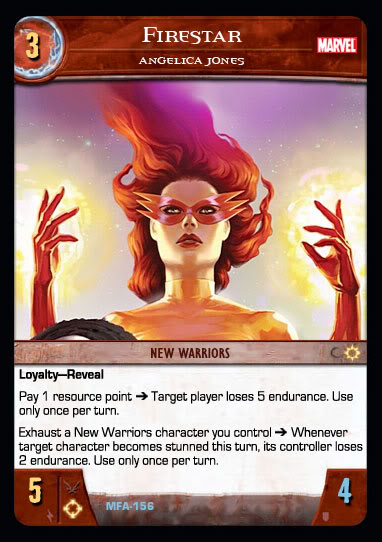 3
FIRESTAR
ANGELICA JONES
MARVEL
NEW WARRIORS
Loyalty—Reveal
Pay 1 resource point ➔ Target player loses 5 endurance. Use
only once per turn.
Exhaust a New Warriors character you control ➔ Whenever
target character becomes stunned this turn, its controller loses
2 endurance. Use only once per turn.
5
MFA-156
4